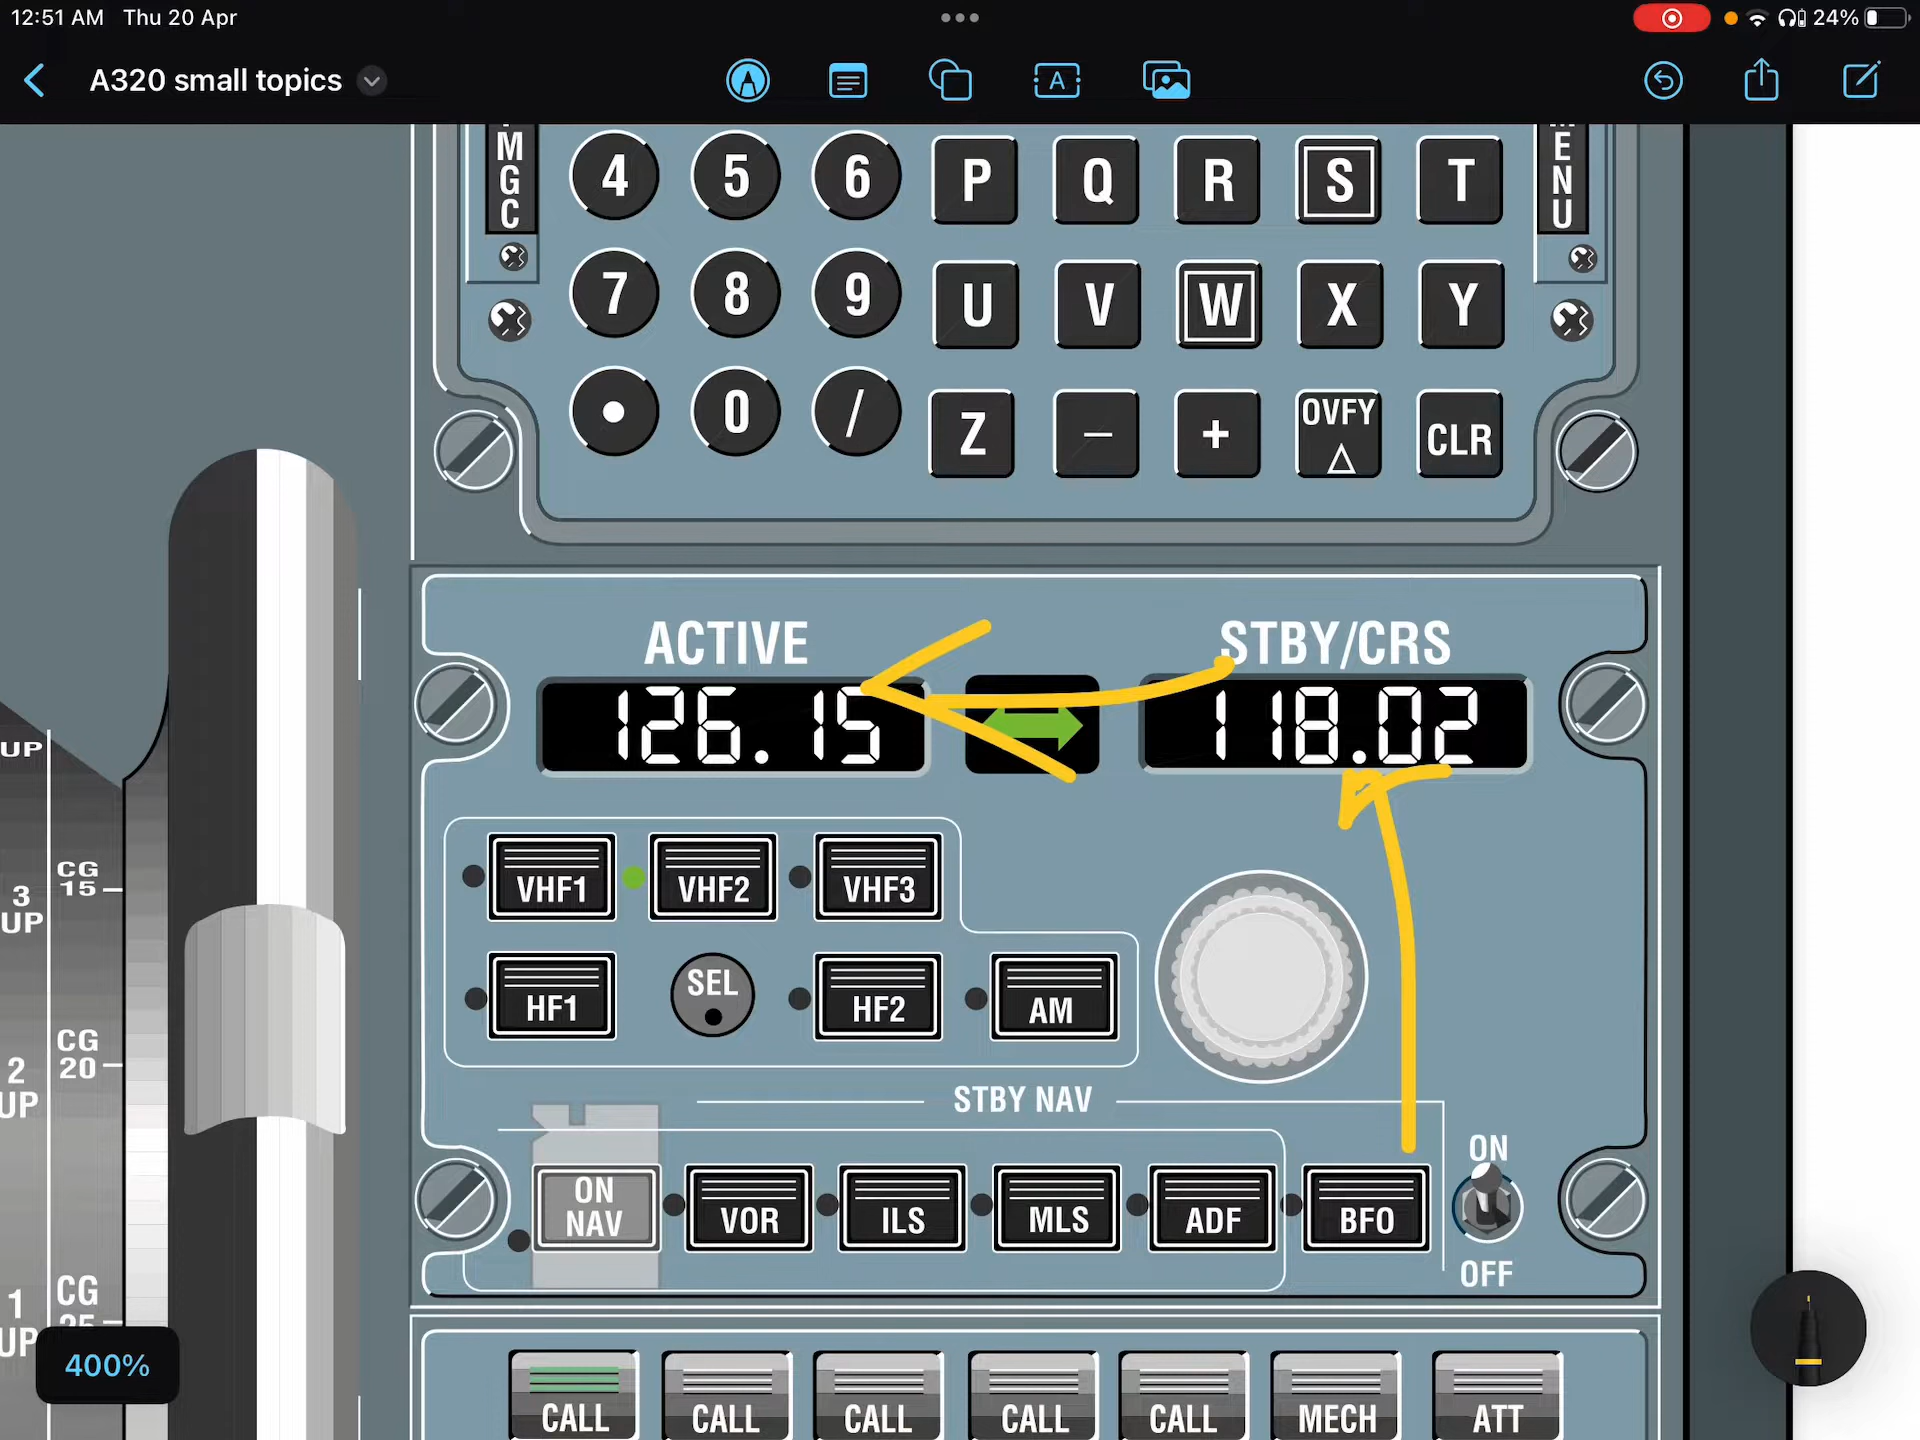 12:51 AM Thu 20 Apr
24%
A320 small topics
A
MGC
4 5 6 P Q R S T
ENU
7 8 9 U V W X Y
. 0 / Z – + OVFY Δ CLR
ACTIVE STBY/CRS
126.15 118.02
VHF1 VHF2 VHF3
HF1 SEL HF2 AM
STBY NAV
ON NAV VOR ILS MLS ADF BFO
ON
OFF
UP
CG 15
3 UP
CG 20
2 UP
CG
1 UP
400%
CALL CALL CALL CALL CALL MECH ATT